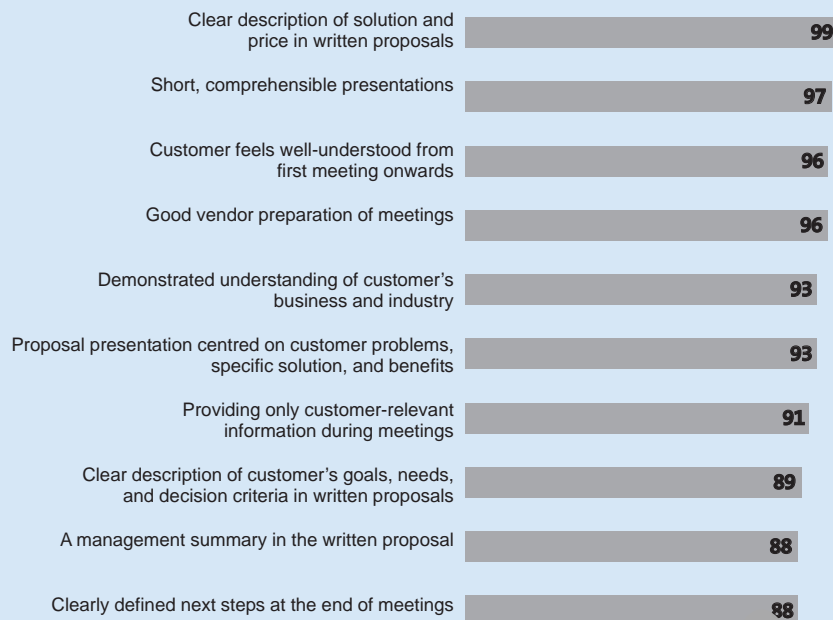 Clear description of solution and
price in written proposals
99
Short, comprehensible presentations
97
Customer feels well-understood from
first meeting onwards
96
Good vendor preparation of meetings
96
Demonstrated understanding of customer’s
business and industry
93
Proposal presentation centred on customer problems,
specific solution, and benefits
93
Providing only customer-relevant
information during meetings
91
Clear description of customer’s goals, needs,
and decision criteria in written proposals
89
A management summary in the written proposal
88
Clearly defined next steps at the end of meetings
88